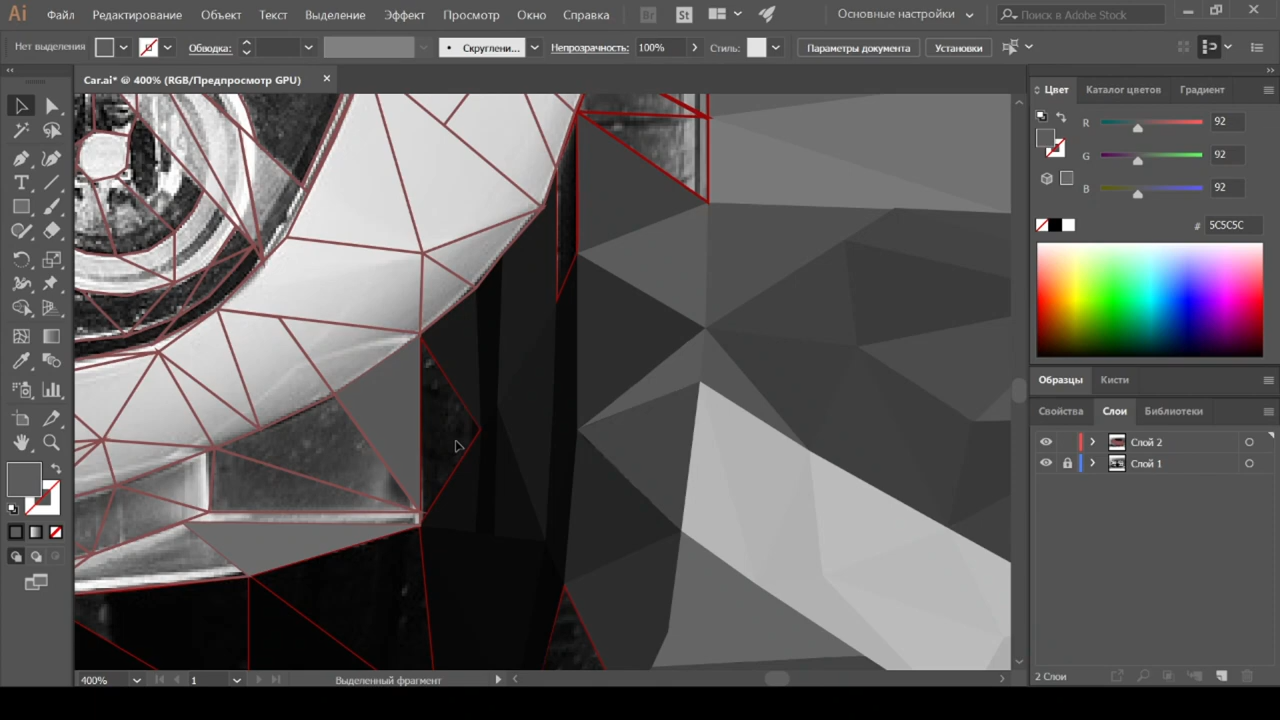 Ai Файл Редактирование Объект Текст Выделение Эффект Просмотр Окно Справка Br St Основные настройки Поиск в Adobe Stock
Нет выделения Обводка: Скруглени... Непрозрачность: 100% Стиль: Параметры документа Установки
Car.ai* @ 400% (RGB/Предпросмотр GPU)
Цвет Каталог цветов Градиент
R 92
G 92
B 92
# 5C5C5C
Образцы Кисти
Свойства Слои Библиотеки
Слой 2
Слой 1
2 Слои
400% 1 Выделенный фрагмент